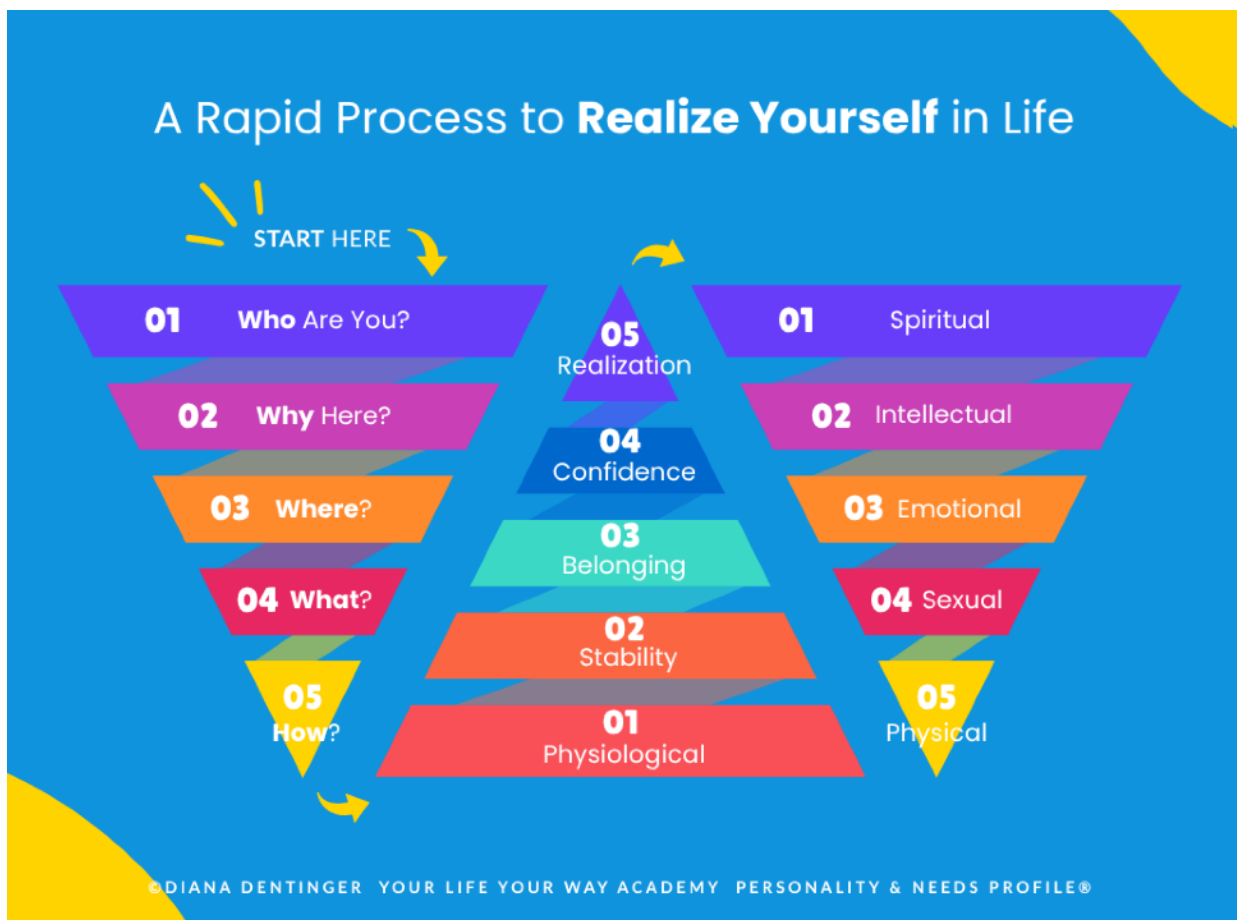 A Rapid Process to Realize Yourself in Life
START HERE
01 Who Are You?
02 Why Here?
03 Where?
04 What?
05
How?
05
Realization
04
Confidence
03
Belonging
02
Stability
01
Physiological
01 Spiritual
02 Intellectual
03 Emotional
04 Sexual
05
Physical
©DIANA DENTINGER YOUR LIFE YOUR WAY ACADEMY PERSONALITY & NEEDS PROFILE®